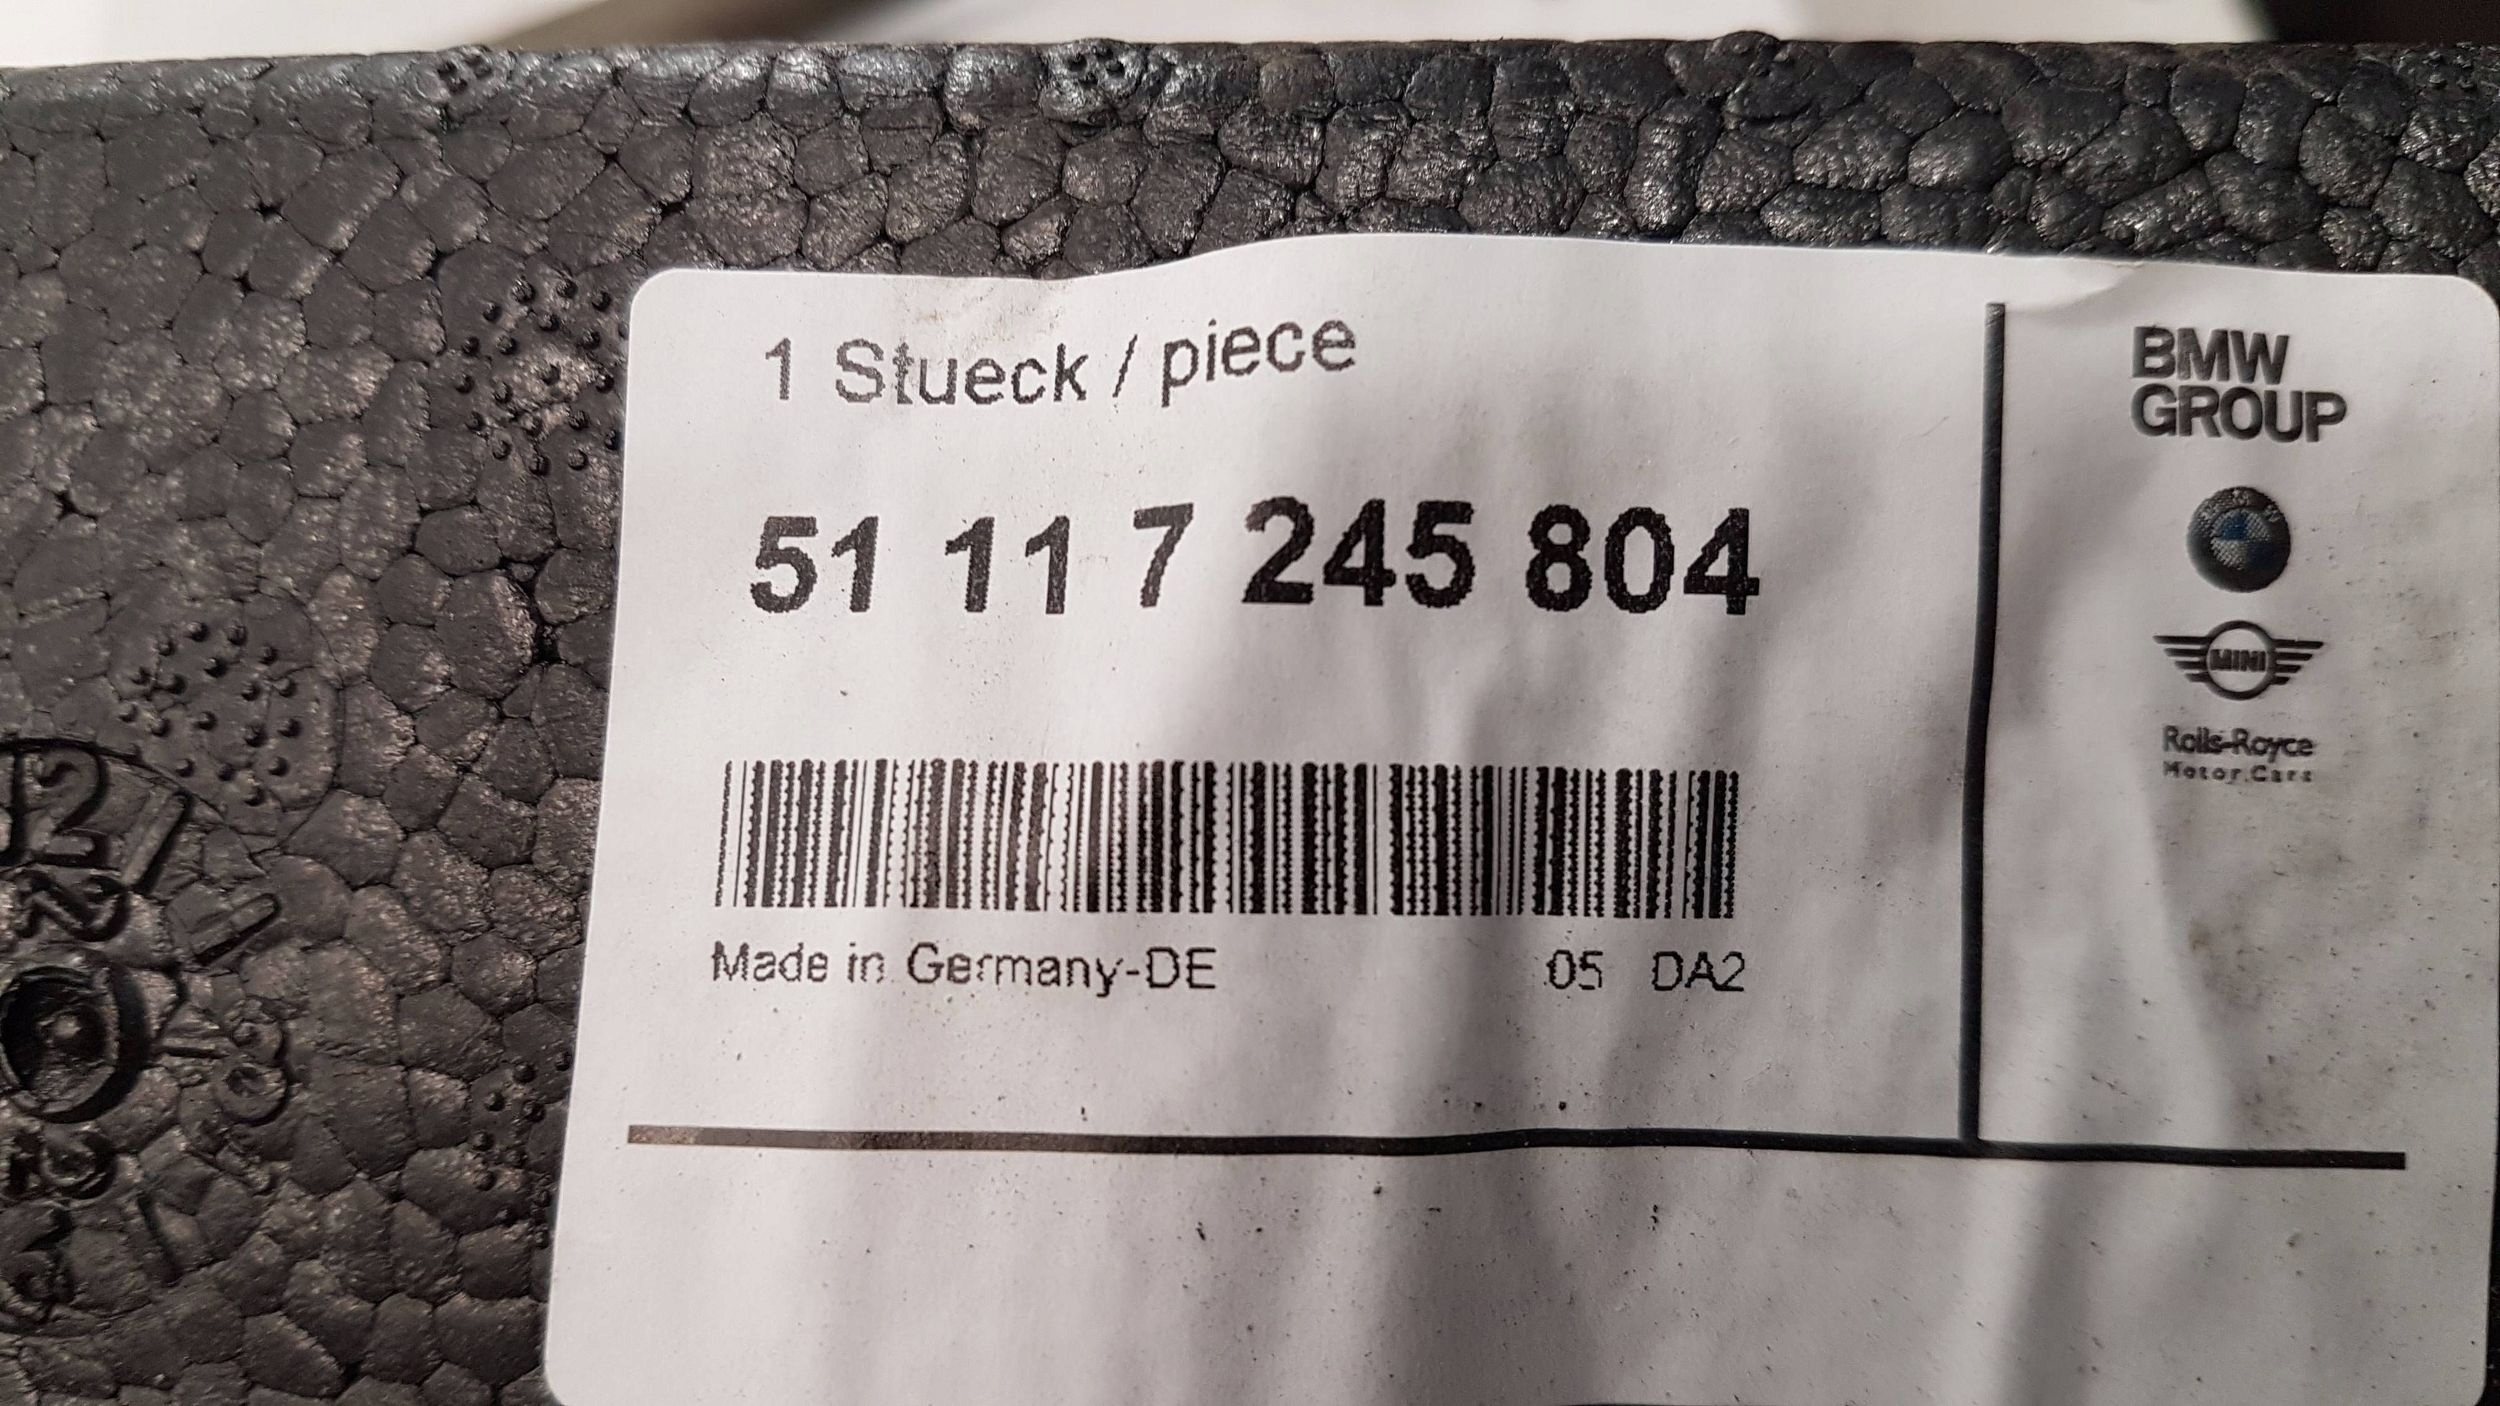 1 Stueck / piece
51 11 7 245 804
Made in Germany-DE 05 DA2
BMW
GROUP
MINI
Rolls-Royce
Motor Cars